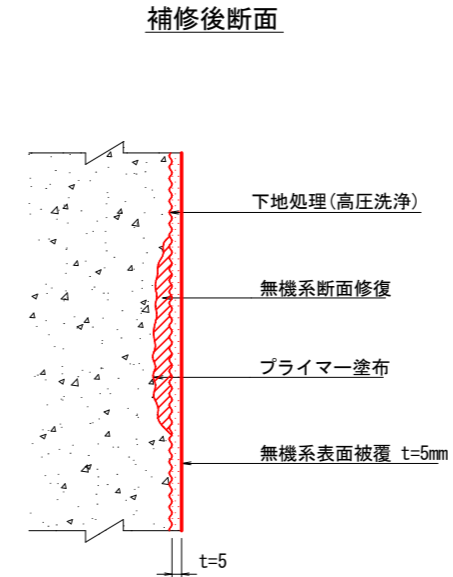 補修後断面
下地処理(高圧洗浄)
無機系断面修復
プライマー塗布
無機系表面被覆 t=5mm
t=5